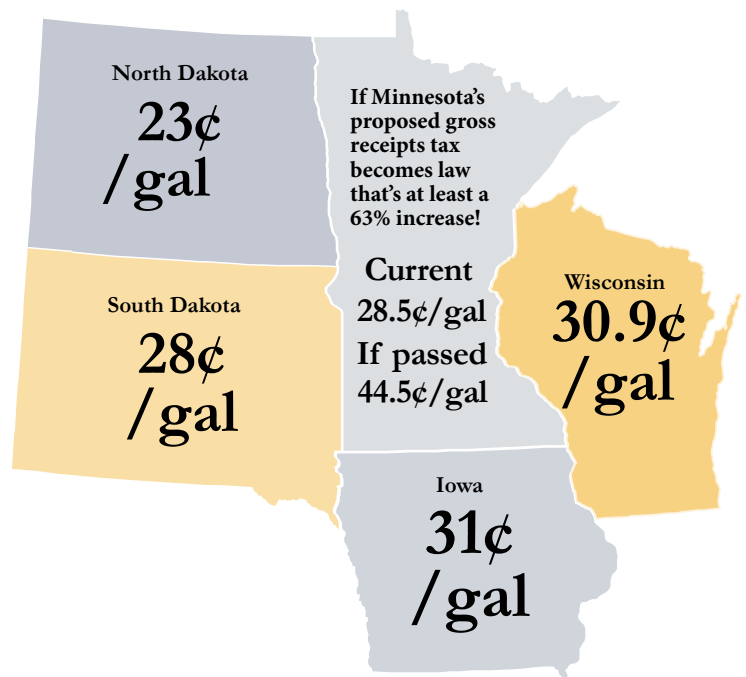 North Dakota
23¢
/gal
If Minnesota’s
proposed gross
receipts tax
becomes law
that’s at least a
63% increase!
Current
28.5¢/gal
If passed
44.5¢/gal
South Dakota
28¢
/gal
Wisconsin
30.9¢
/gal
Iowa
31¢
/gal